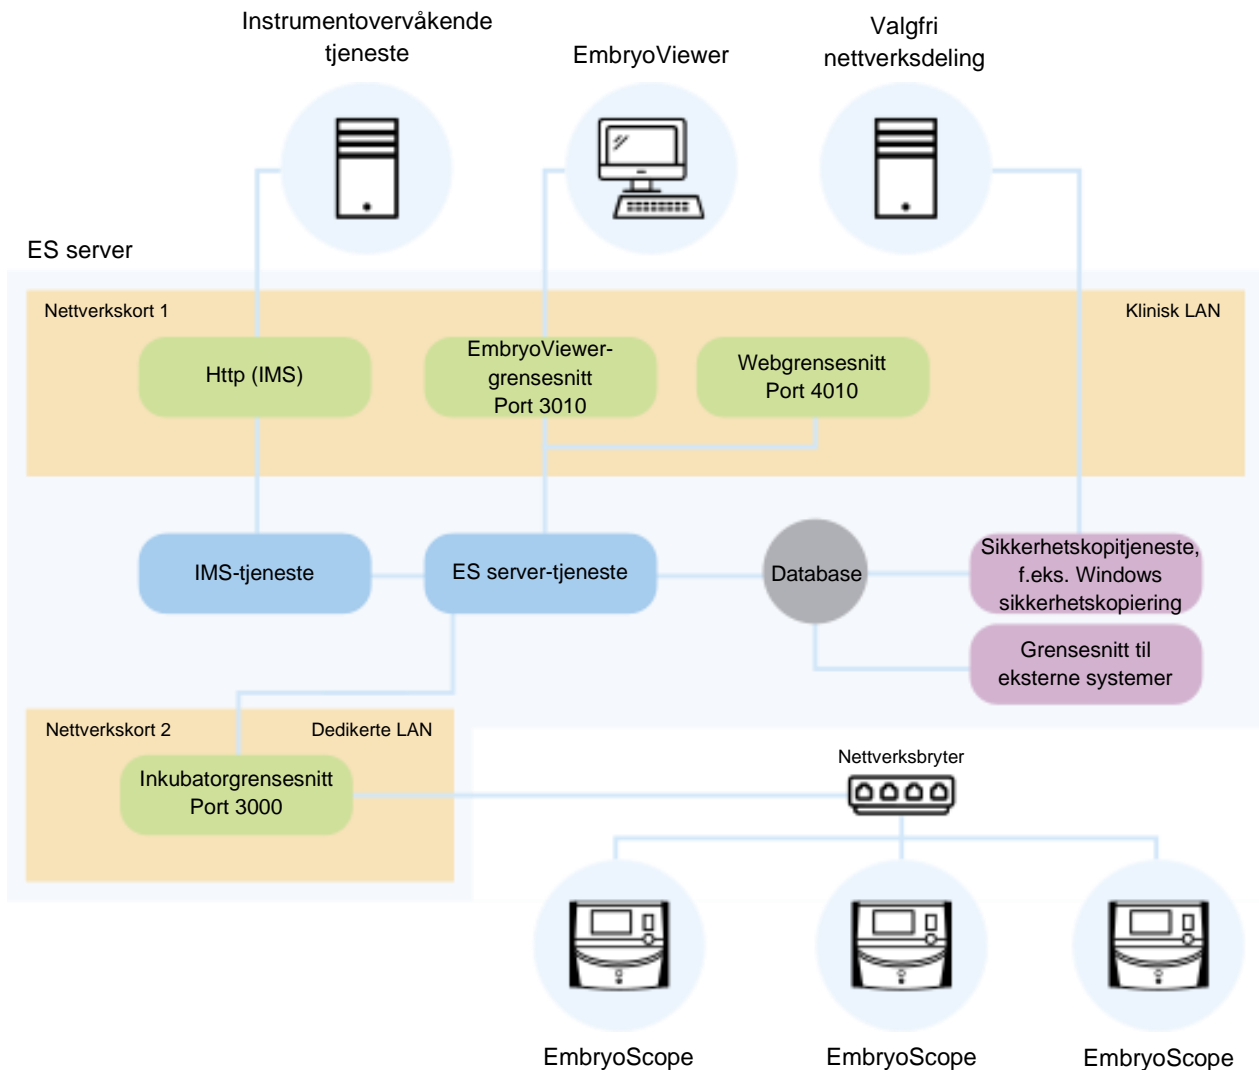 Instrumentovervåkende
tjeneste
EmbryoViewer
Valgfri
nettverksdeling
ES server
Nettverkskort 1
Klinisk LAN
Http (IMS)
EmbryoViewer-
grensesnitt
Port 3010
Webgrensesnitt
Port 4010
IMS-tjeneste
ES server-tjeneste
Database
Sikkerhetskopitjeneste,
f.eks. Windows
sikkerhetskopiering
Grensesnitt til
eksterne systemer
Nettverkskort 2
Dedikerte LAN
Inkubatorgrensesnitt
Port 3000
Nettverksbryter
EmbryoScope
EmbryoScope
EmbryoScope